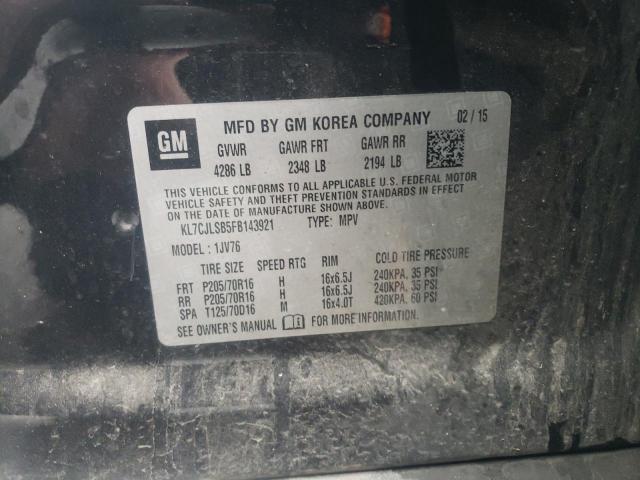 GM
MFD BY GM KOREA COMPANY 02 / 15
GVWR GAWR FRT GAWR RR
4286 LB 2348 LB 2194 LB
THIS VEHICLE CONFORMS TO ALL APPLICABLE U.S. FEDERAL MOTOR
VEHICLE SAFETY AND THEFT PREVENTION STANDARDS IN EFFECT
ON THE DATE OF MANUFACTURE SHOWN ABOVE.
KL7CJLSB5FB143921 TYPE: MPV
MODEL : 1JV76
TIRE SIZE SPEED RTG RIM COLD TIRE PRESSURE
FRT P205/70R16 H 16x6.5J 240KPA, 35 PSI
RR P205/70R16 H 16x6.5J 240KPA, 35 PSI
SPA T125/70D16 M 16x4.0T 420KPA, 60 PSI
SEE OWNER'S MANUAL FOR MORE INFORMATION.